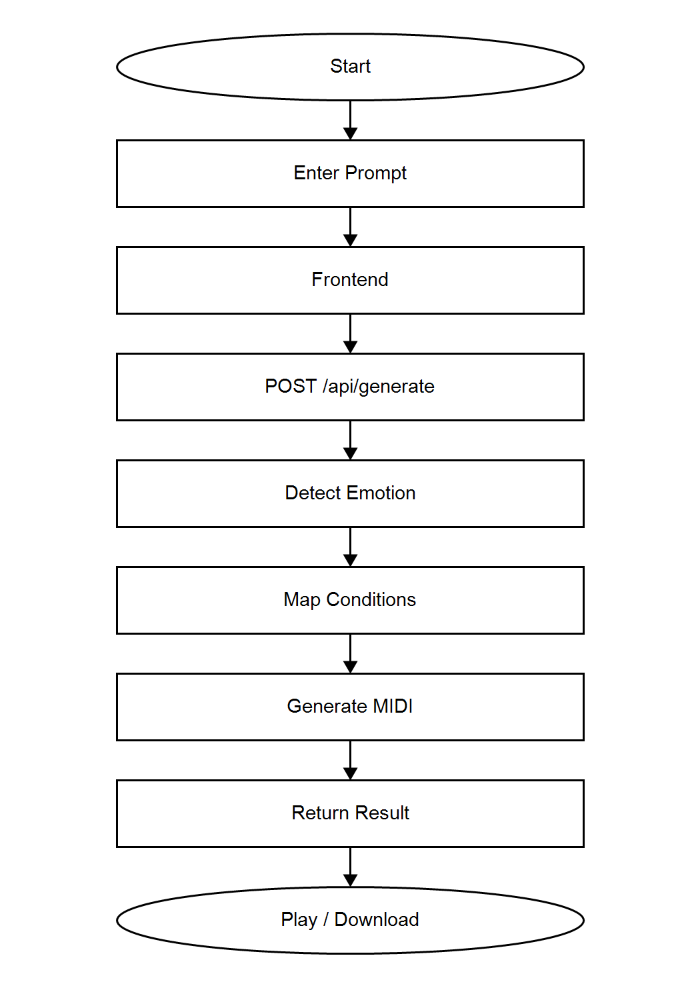 Start
Enter Prompt
Frontend
POST /api/generate
Detect Emotion
Map Conditions
Generate MIDI
Return Result
Play / Download